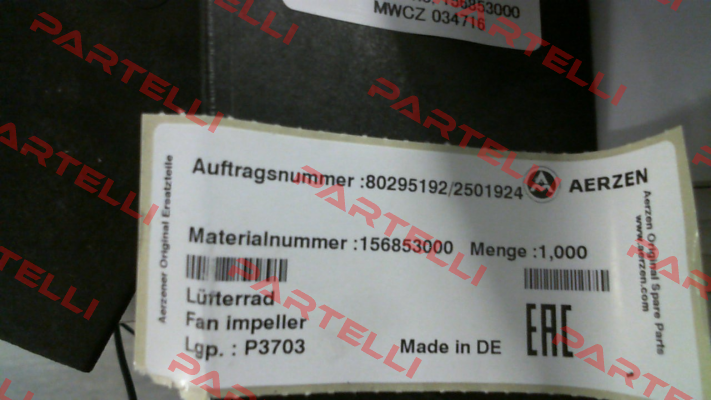 156853000
MWCZ 034716
Aerzener Original Ersatzteile
Auftragsnummer :80295192/2501924
AERZEN
Materialnummer :156853000 Menge :1,000
Lüfterrad
Fan impeller
Lgp. : P3703
Made in DE
EAC
Aerzen Original Spare Parts
www.aerzen.com
PARTELLI
PARTELLI
PARTELLI
PARTELLI
PARTELLI
PARTELLI
PARTELLI
PARTELLI